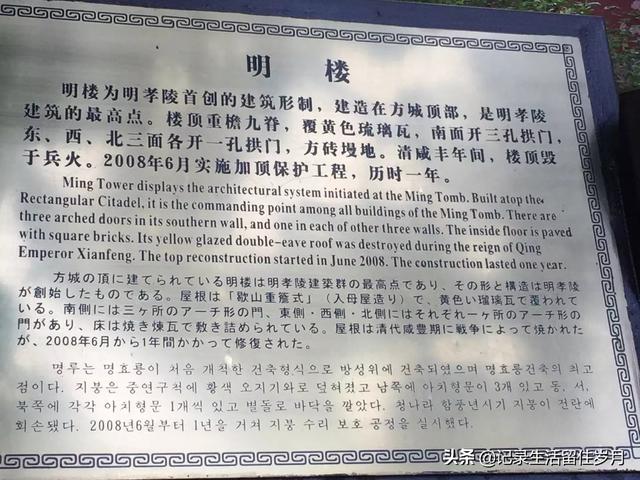 明 楼
明楼为明孝陵首创的建筑形制，建造在方城顶部，是明孝陵
建筑的最高点。楼顶重檐九脊，覆黄色琉璃瓦，南面开三孔拱门，
东、西、北三面各开一孔拱门，方砖墁地。清咸丰年间，楼顶毁
于兵火。2008年6月实施加顶保护工程，历时一年。
Ming Tower displays the architectural system initiated at the Ming Tomb. Built atop the
Rectangular Citadel, it is the commanding point among all buildings of the Ming Tomb. There are
three arched doors in its southern wall, and one in each of other three walls. The inside floor is paved
with square bricks. Its yellow glazed double-eave roof was destroyed during the reign of Qing
Emperor Xianfeng. The top reconstruction started in June 2008. The construction lasted one year.
方城の頂に建てられている明楼は明孝陵建築群の最高点であり、その形と構造は明孝陵
が創始したものである。屋根は「歇山重簷式」（入母屋造り）で、黄色い瑠璃瓦で覆われて
いる。南側には三ヶ所のアーチ形の門、東側・西側・北側にはそれぞれ一ヶ所のアーチ形の
門があり、床は焼き煉瓦で敷き詰められている。屋根は清代咸豊期に戦争によって焼かれた
が、2008年6月から1年間かかって修復された。
명루는 명효릉이 처음 개척한 건축형식으로 방성위에 건축되였으며 명효릉건축의 최고
점이다. 지붕은 중연구척에 황색 오지기와로 덮혀졌고 남쪽에 아치형문이 3개 있고 동, 서,
북쪽에 각각 아치형문 1개씩 있고 벌돌로 바닥을 깔았다. 청나라 함풍년시기 지붕이 전란에
회손됐다. 2008년6월부터 1년을 거쳐 지붕 수리 보호 공정을 실시했다.
头条 @记录生活留住岁月